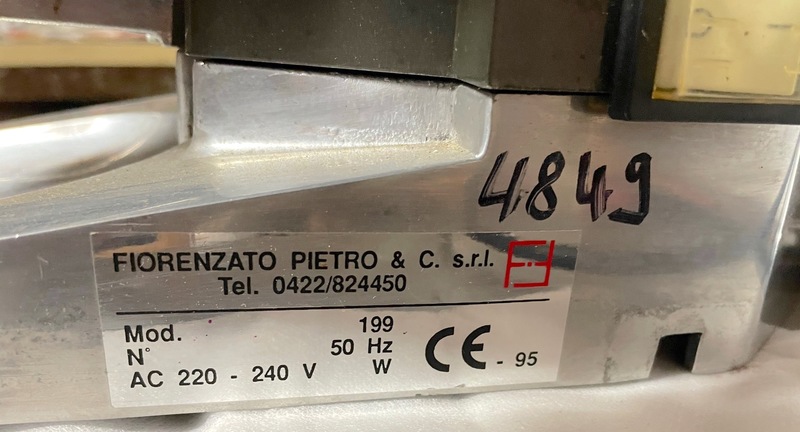 4849
FIORENZATO PIETRO & C. s.r.l.
Tel. 0422/824450
Mod. 199
N° 50 Hz
AC 220 - 240 V W
CE - 95